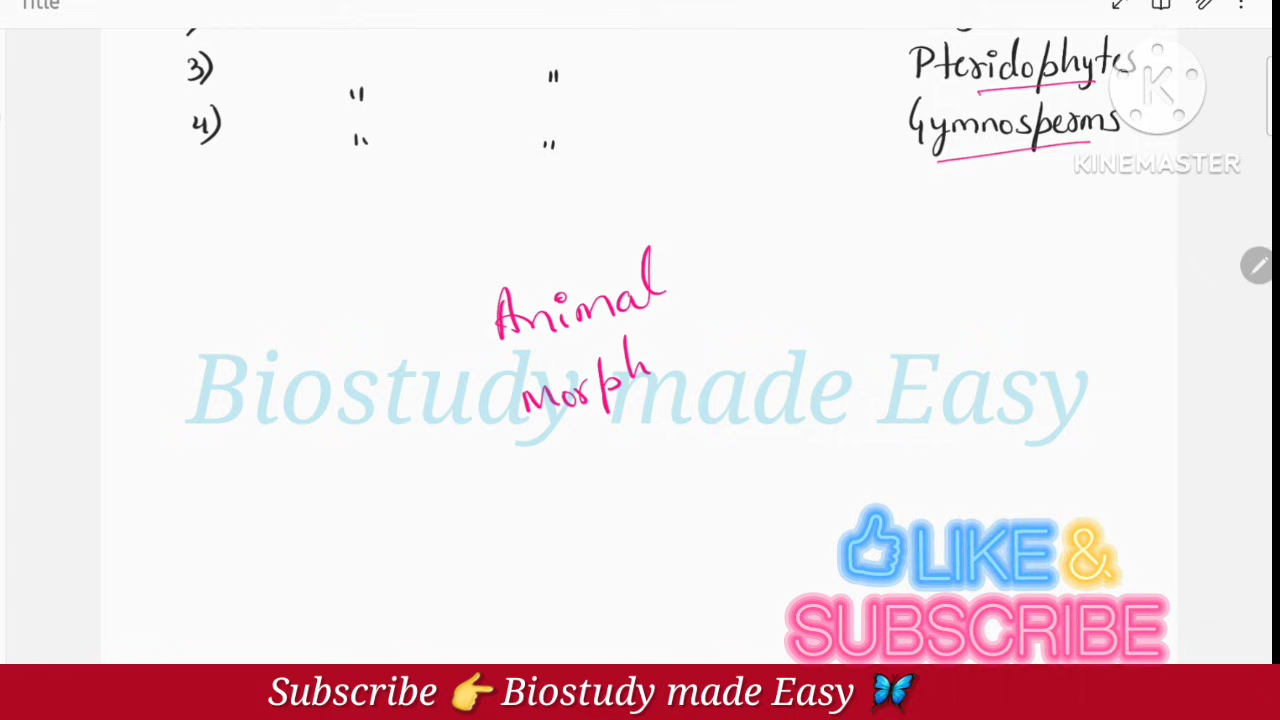 Title
3) " " Pteridophytes
4) " " Gymnosperms
K
KINEMASTER
Animal
Morph
Biostudy made Easy
LIKE &
SUBSCRIBE
Subscribe 👉 Biostudy made Easy 🦋